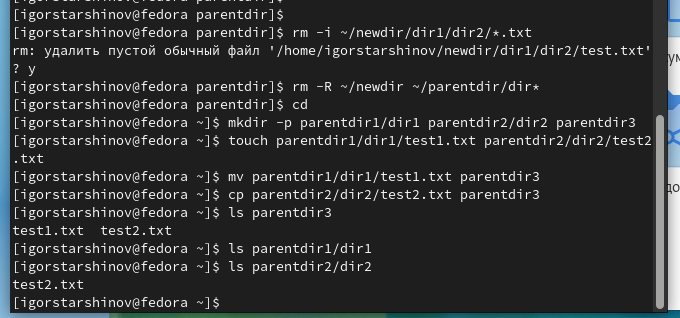 [igorstarshinov@fedora parentdir]$
[igorstarshinov@fedora parentdir]$
[igorstarshinov@fedora parentdir]$ rm -i ~/newdir/dir1/dir2/*.txt
rm: удалить пустой обычный файл '/home/igorstarshinov/newdir/dir1/dir2/test.txt'
? y
[igorstarshinov@fedora parentdir]$ rm -R ~/newdir ~/parentdir/dir*
[igorstarshinov@fedora parentdir]$ cd
[igorstarshinov@fedora ~]$ mkdir -p parentdir1/dir1 parentdir2/dir2 parentdir3
[igorstarshinov@fedora ~]$ touch parentdir1/dir1/test1.txt parentdir2/dir2/test2
.txt
[igorstarshinov@fedora ~]$ mv parentdir1/dir1/test1.txt parentdir3
[igorstarshinov@fedora ~]$ cp parentdir2/dir2/test2.txt parentdir3
[igorstarshinov@fedora ~]$ ls parentdir3
test1.txt  test2.txt
[igorstarshinov@fedora ~]$ ls parentdir1/dir1
[igorstarshinov@fedora ~]$ ls parentdir2/dir2
test2.txt
[igorstarshinov@fedora ~]$